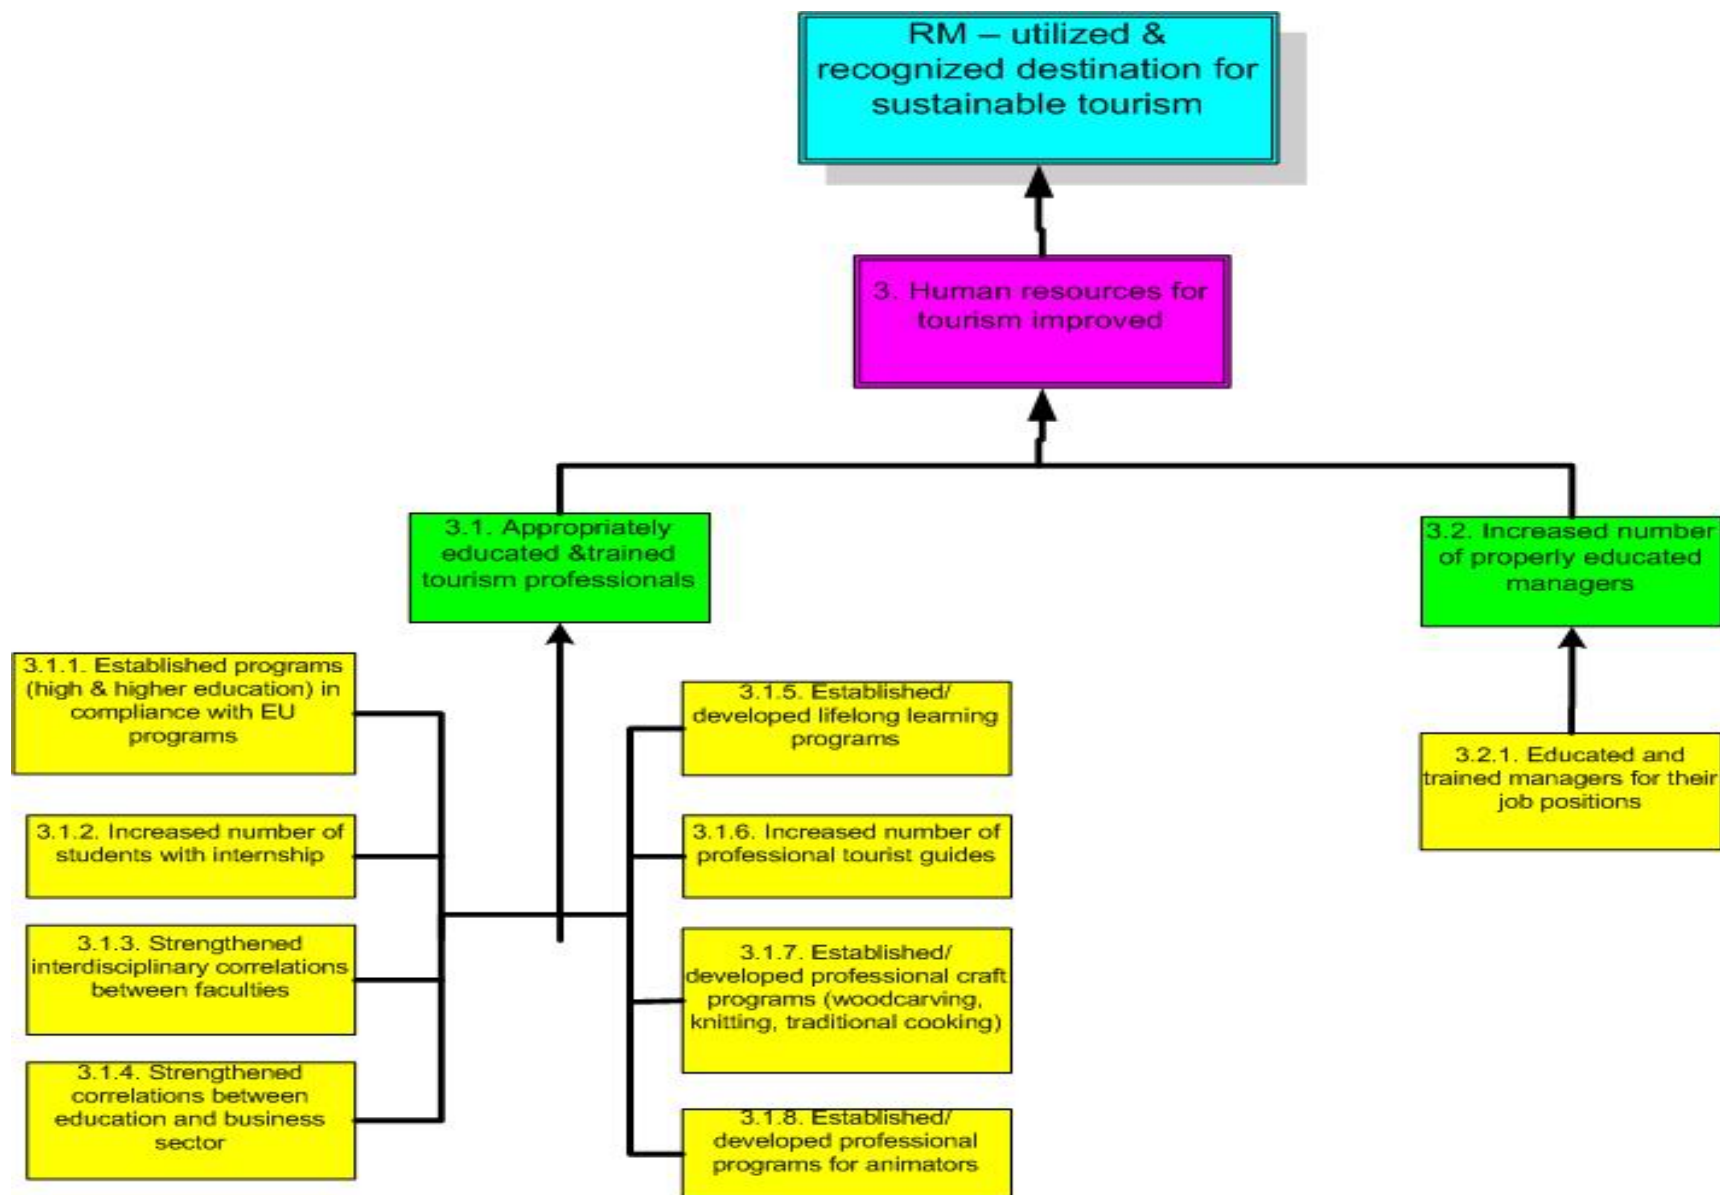 RM – utilized &
recognized destination for
sustainable tourism
3. Human resources for
tourism improved
3.1. Appropriately
educated &trained
tourism professionals
3.2. Increased number
of properly educated
managers
3.1.1. Established programs
(high & higher education) in
compliance with EU
programs
3.1.2. Increased number of
students with internship
3.1.3. Strengthened
interdisciplinary correlations
between faculties
3.1.4. Strengthened
correlations between
education and business
sector
3.1.5. Established/
developed lifelong learning
programs
3.1.6. Increased number of
professional tourist guides
3.1.7. Established/
developed professional craft
programs (woodcarving,
knitting, traditional cooking)
3.1.8. Established/
developed professional
programs for animators
3.2.1. Educated and
trained managers for their
job positions